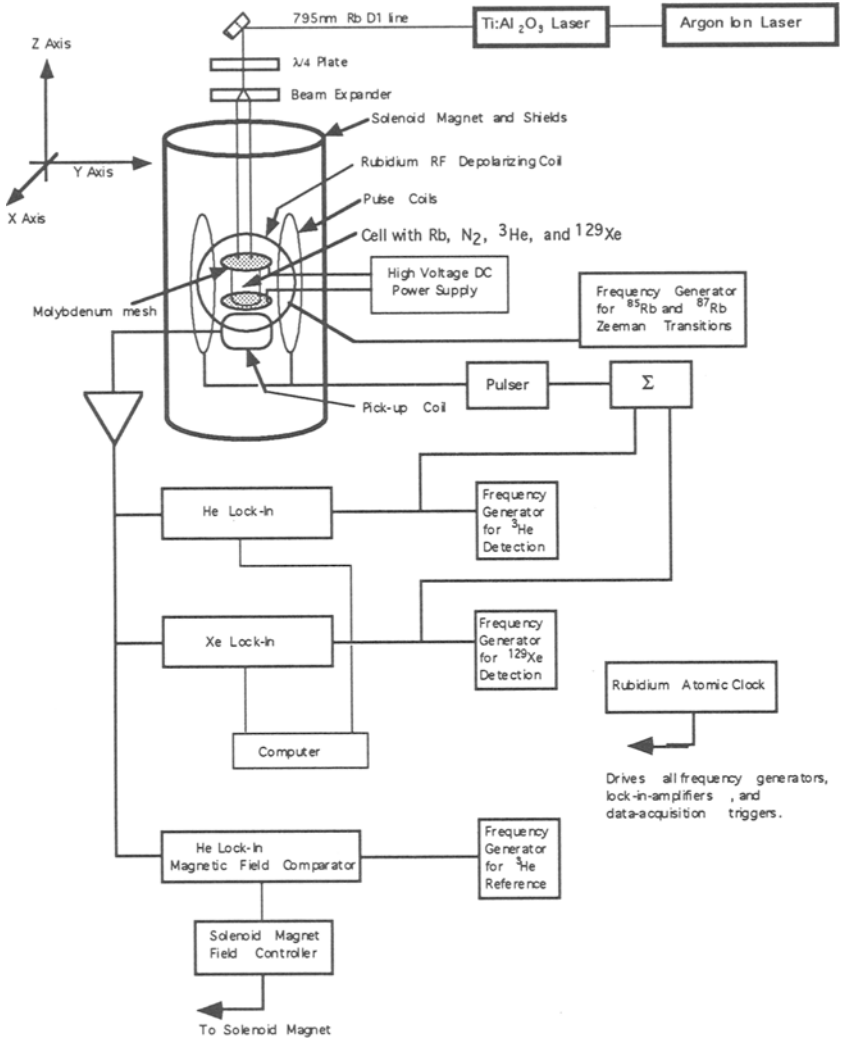 795nm Rb D1 line
Ti:Al₂O₃ Laser
Argon Ion Laser
Z Axis
λ/4 Plate
Beam Expander
Solenoid Magnet and Shields
Rubidium RF Depolarizing Coil
Y Axis
Pulse Coils
X Axis
Cell with Rb, N₂, ³He, and ¹²⁹Xe
High Voltage DC
Power Supply
Frequency Generator
for ⁸⁵Rb and ⁸⁷Rb
Zeeman Transitions
Molybdenum mesh
Pulser
Σ
Pick-up Coil
He Lock-In
Frequency
Generator
for ³He
Detection
Xe Lock-In
Frequency
Generator
for ¹²⁹Xe
Detection
Rubidium Atomic Clock
Computer
Drives all frequency generators,
lock-in-amplifiers , and
data-acquisition triggers.
He Lock-In
Magnetic Field Comparator
Frequency
Generator
for ³He
Reference
Solenoid Magnet
Field Controller
To Solenoid Magnet